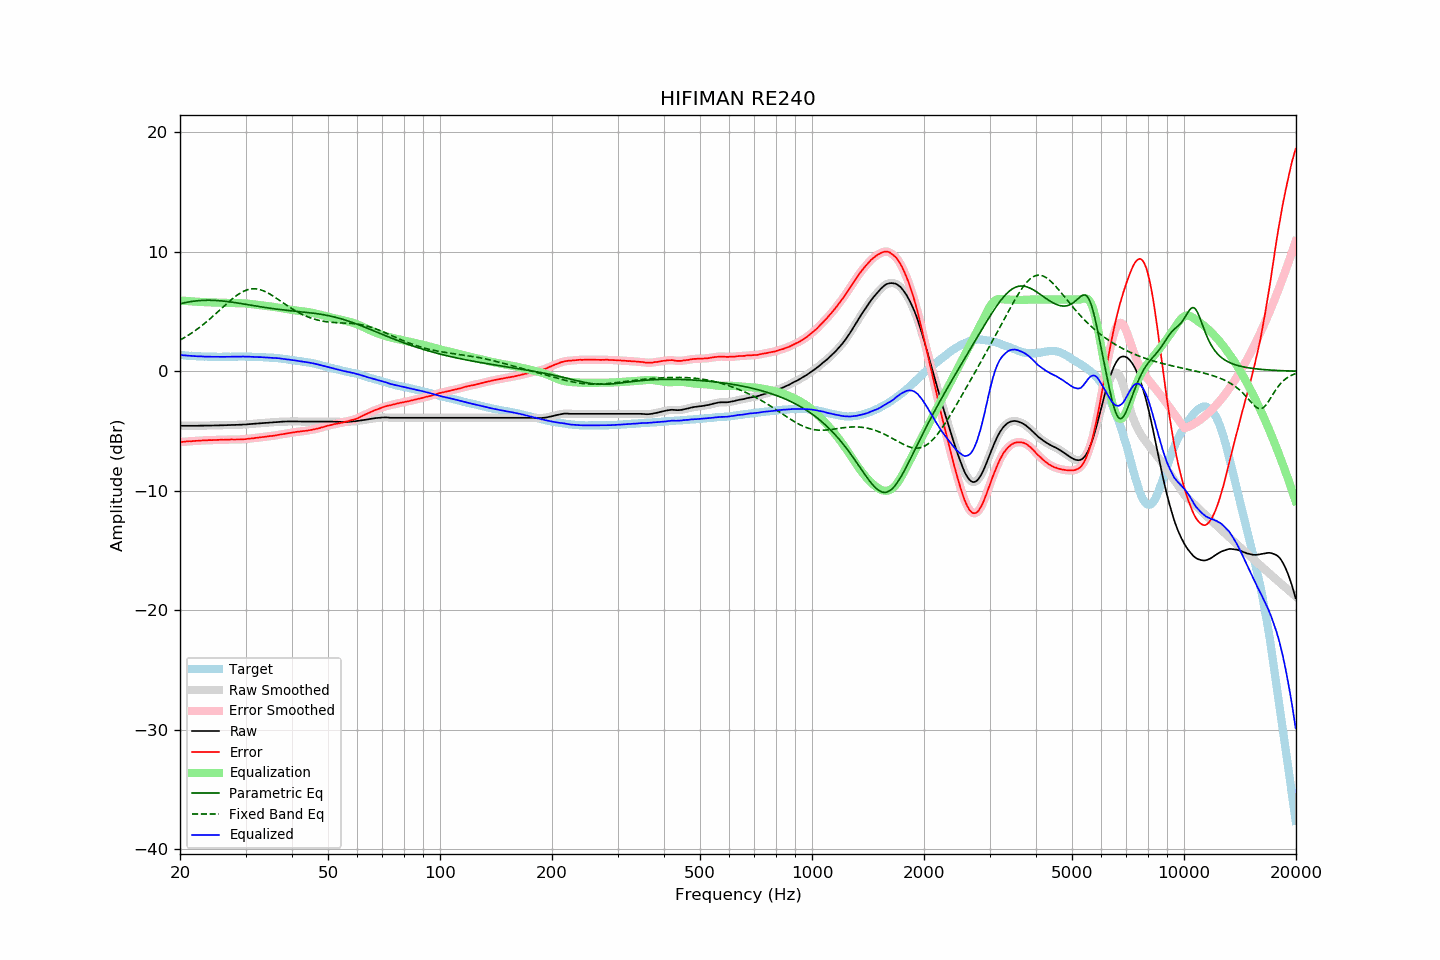 HIFIMAN RE240
Amplitude (dBr)
20
10
0
−10
−20
−30
−40
Target
Raw Smoothed
Error Smoothed
Raw
Error
Equalization
Parametric Eq
Fixed Band Eq
Equalized
20 50 100 200 500 1000 2000 5000 10000 20000
Frequency (Hz)